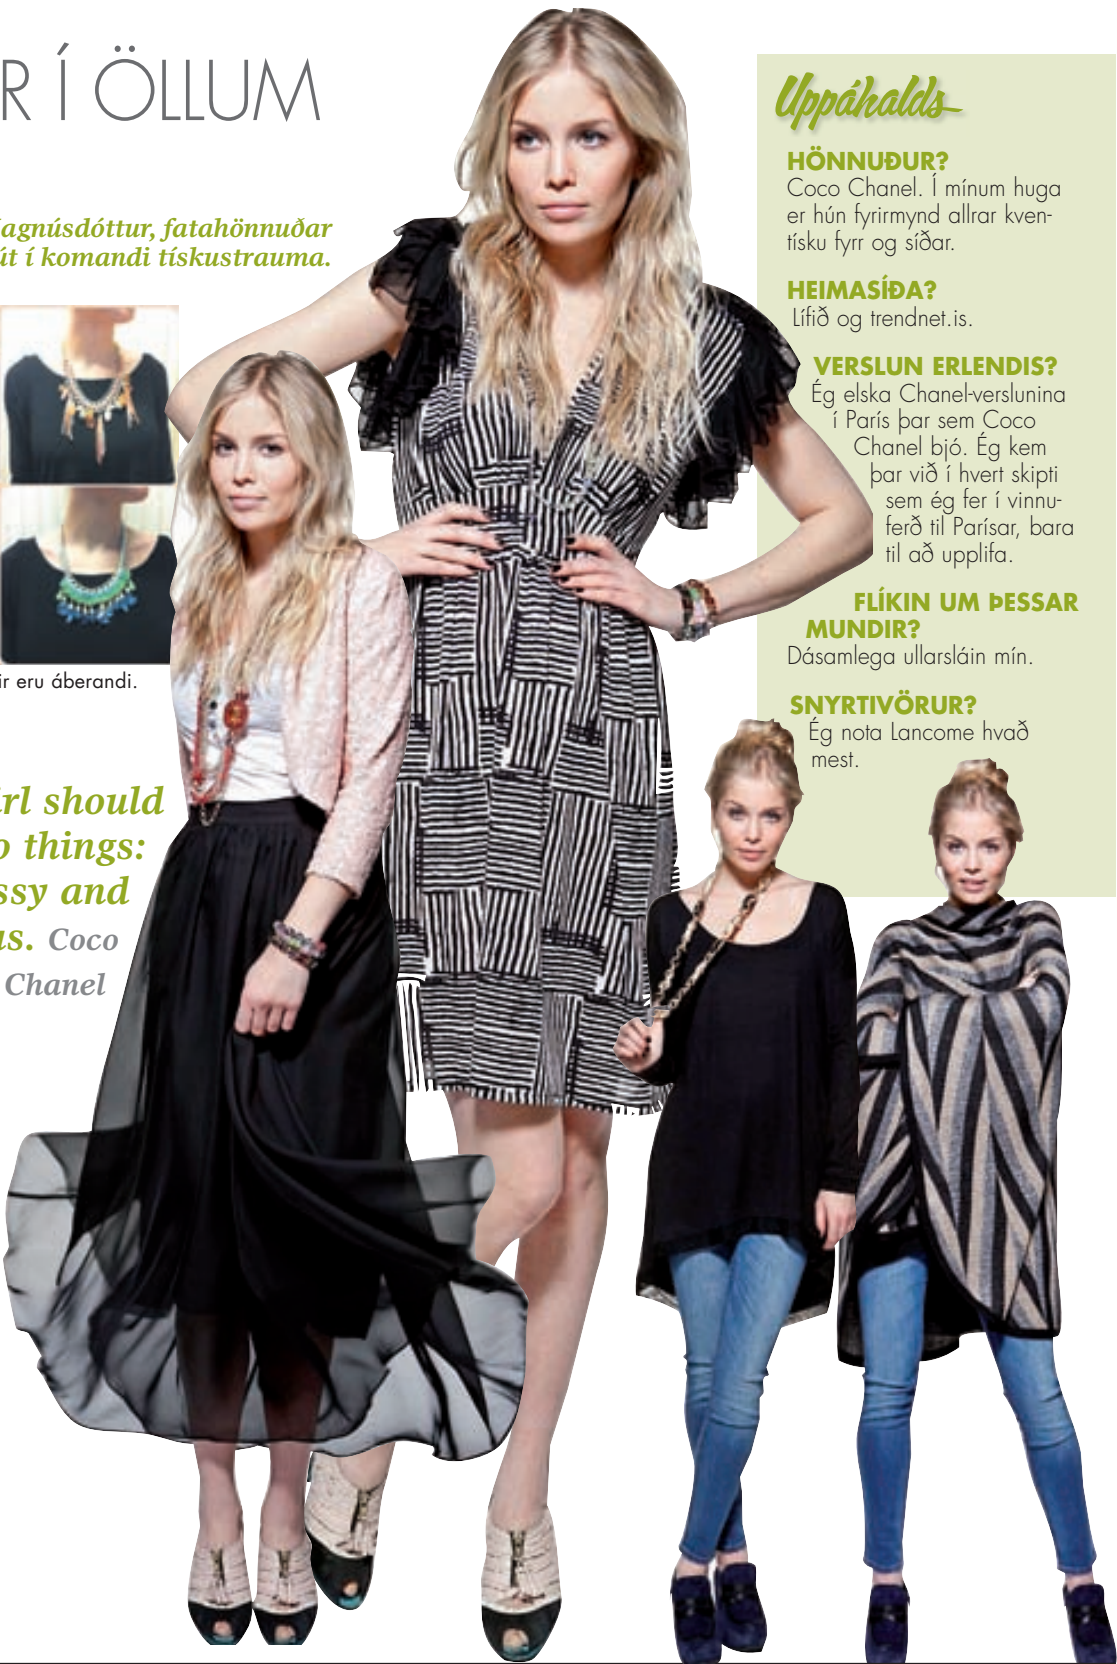 R Í ÖLLUM
agnúsdóttur, fatahönnuðar
út í komandi tískustrauma.
ir eru áberandi.
rl should
o things:
ssy and
us. Coco
Chanel
Uppáhalds
HÖNNUÐUR?
Coco Chanel. Í mínum huga
er hún fyrirmynd allrar kven-
tísku fyrr og síðar.
HEIMASÍÐA?
Lífið og trendnet.is.
VERSLUN ERLENDIS?
Ég elska Chanel-verslunina
í París þar sem Coco
Chanel bjó. Ég kem
þar við í hvert skipti
sem ég fer í vinnu-
ferð til Parísar, bara
til að upplifa.
FLÍKIN UM ÞESSAR
MUNDIR?
Dásamlega ullarsláin mín.
SNYRTIVÖRUR?
Ég nota Lancome hvað
mest.